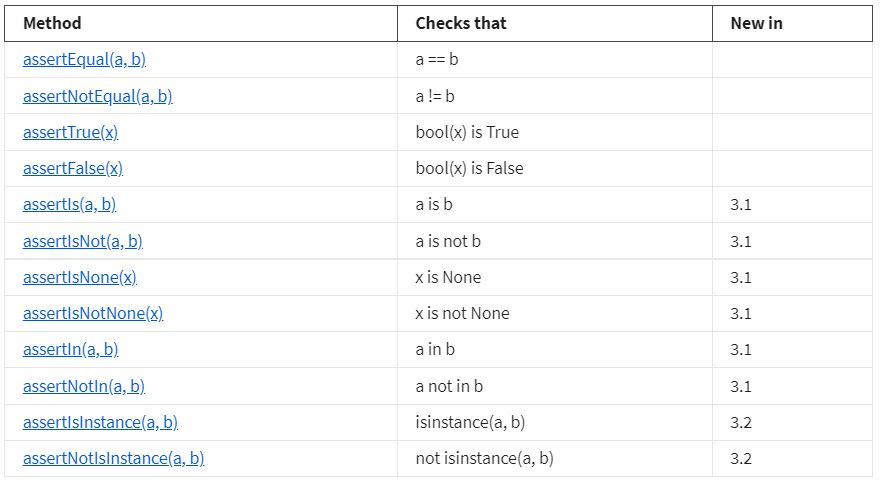 Method Checks that New in
assertEqual(a, b) a == b
assertNotEqual(a, b) a != b
assertTrue(x) bool(x) is True
assertFalse(x) bool(x) is False
assertIs(a, b) a is b 3.1
assertIsNot(a, b) a is not b 3.1
assertIsNone(x) x is None 3.1
assertIsNotNone(x) x is not None 3.1
assertIn(a, b) a in b 3.1
assertNotIn(a, b) a not in b 3.1
assertIsInstance(a, b) isinstance(a, b) 3.2
assertNotIsInstance(a, b) not isinstance(a, b) 3.2